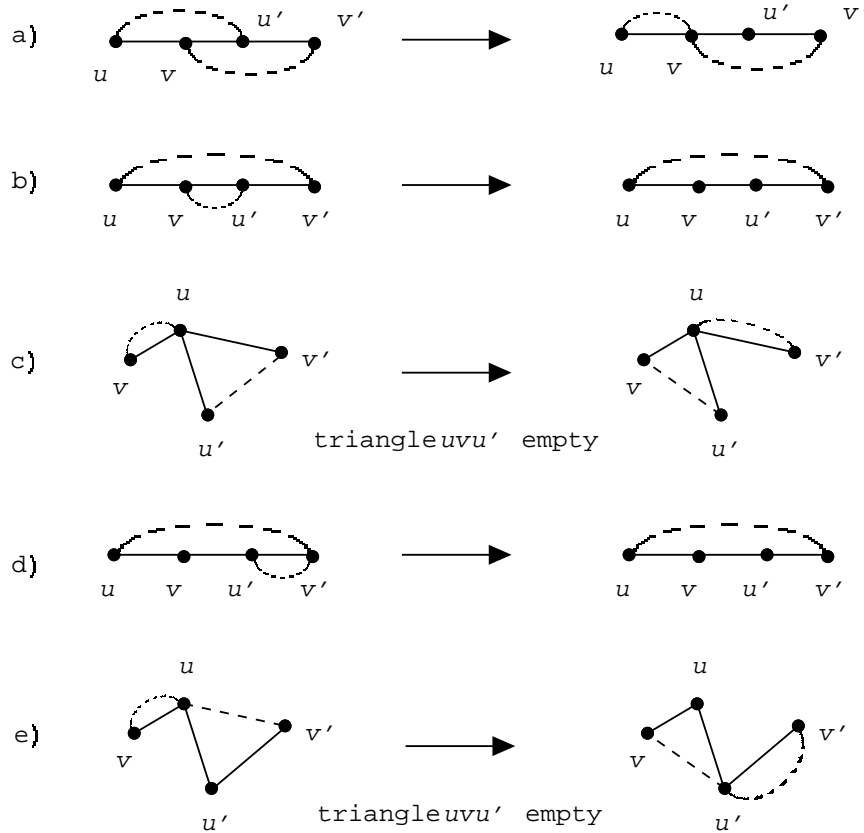 a) u v u' v' u v u' v'
b) u v u' v' u v u' v'
c) u v v' u' u v v' u'
triangle uvu' empty
d) u v u' v' u v u' v'
e) u v v' u' u v v' u'
triangle uvu' empty